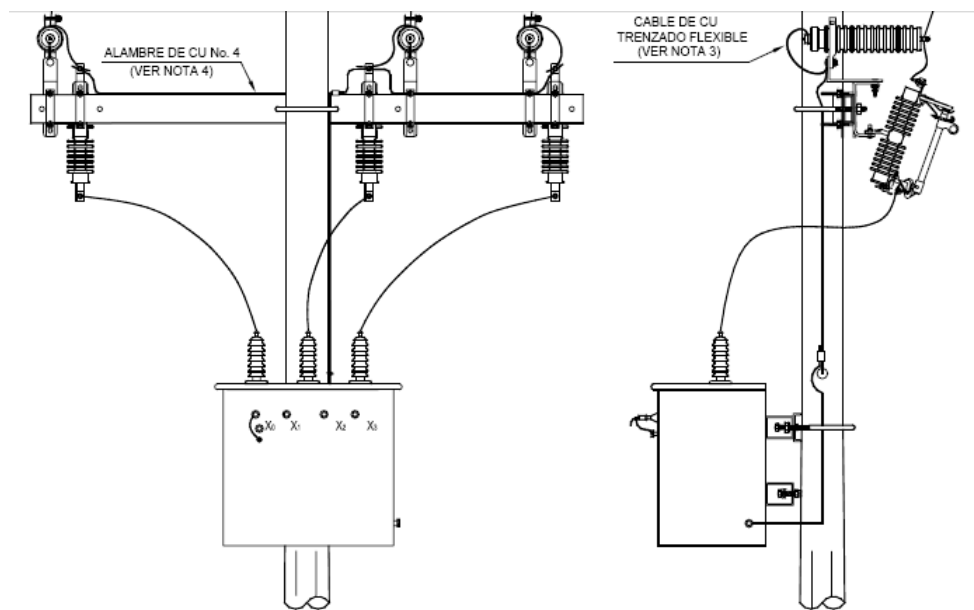 ALAMBRE DE CU No. 4
(VER NOTA 4)
CABLE DE CU
TRENZADO FLEXIBLE
(VER NOTA 3)
X₀ X₁ X₂ X₃